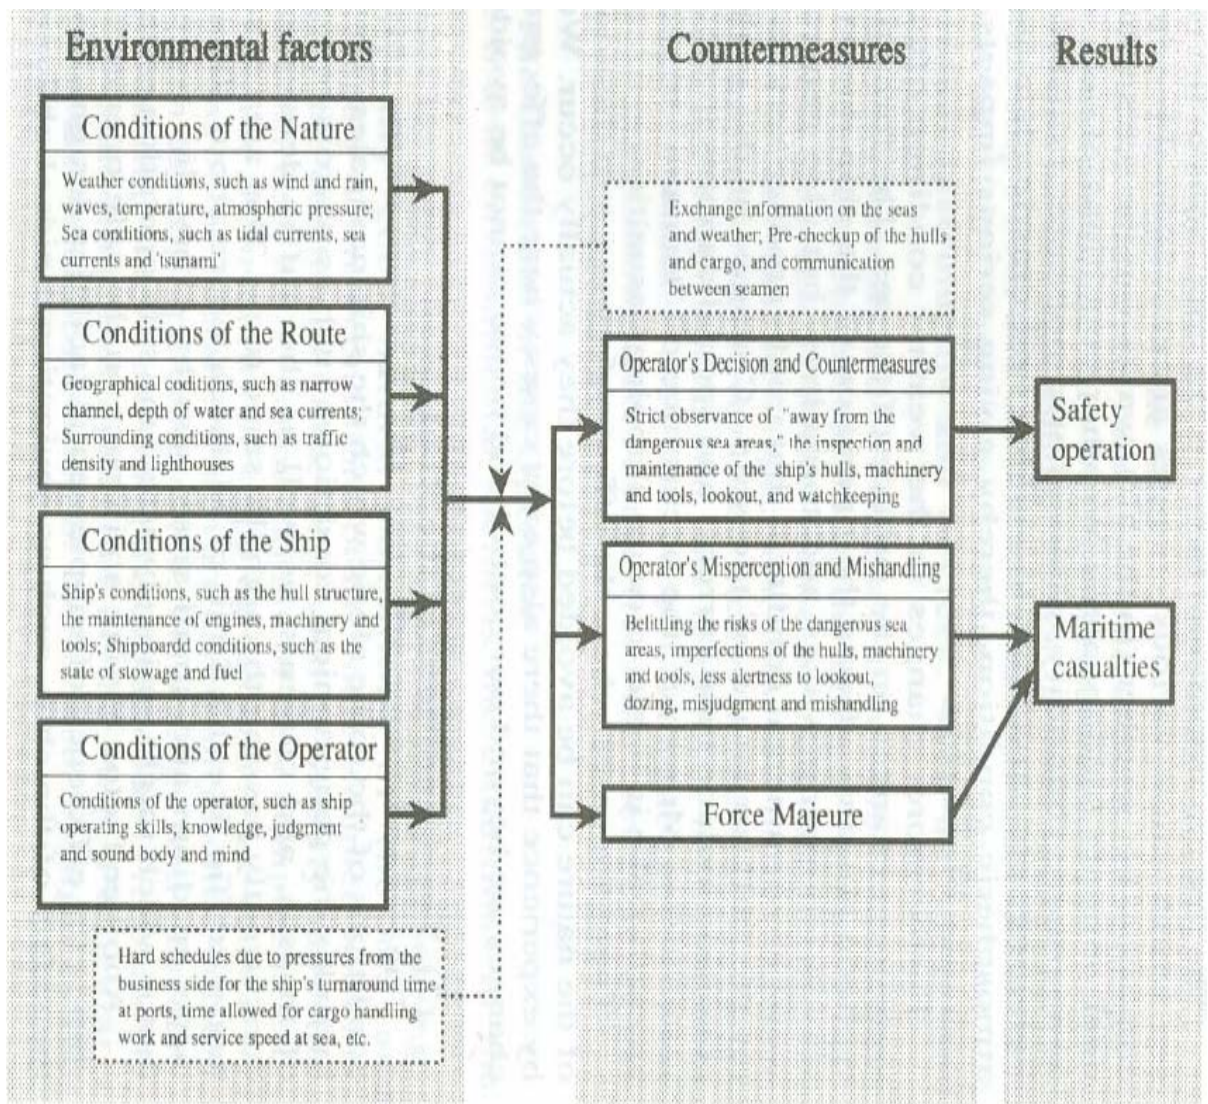 Environmental factors
Conditions of the Nature
Weather conditions, such as wind and rain,
waves, temperature, atmospheric pressure;
Sea conditions, such as tidal currents, sea
currents and 'tsunami'
Conditions of the Route
Geographical coditions, such as narrow
channel, depth of water and sea currents;
Surrounding conditions, such as traffic
density and lighthouses
Conditions of the Ship
Ship's conditions, such as the hull structure,
the maintenance of engines, machinery and
tools; Shipboardd conditions, such as the
state of stowage and fuel
Conditions of the Operator
Conditions of the operator, such as ship
operating skills, knowledge, judgment
and sound body and mind
Hard schedules due to pressures from the
business side for the ship's turnaround time
at ports, time allowed for cargo handling
work and service speed at sea, etc.
Countermeasures
Exchange information on the seas
and weather; Pre-checkup of the hulls
and cargo, and communication
between seamen
Operator's Decision and Countermeasures
Strict observance of "away from the
dangerous sea areas," the inspection and
maintenance of the ship's hulls, machinery
and tools, lookout, and watchkeeping
Operator's Misperception and Mishandling
Belittling the risks of the dangerous sea
areas, imperfections of the hulls, machinery
and tools, less alertness to lookout,
dozing, misjudgment and mishandling
Force Majeure
Results
Safety
operation
Maritime
casualties